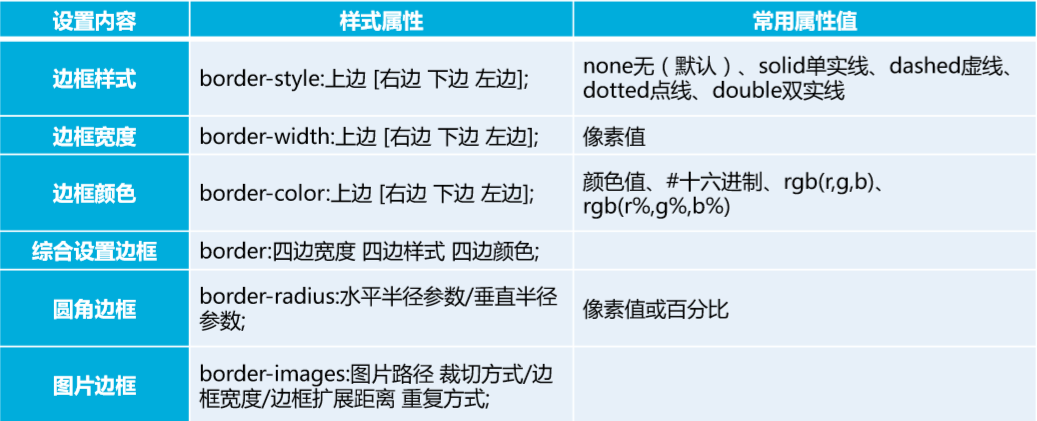 设置内容 样式属性 常用属性值
边框样式 border-style:上边 [右边 下边 左边]; none无（默认）、solid单实线、dashed虚线、
dotted点线、double双实线
边框宽度 border-width:上边 [右边 下边 左边]; 像素值
边框颜色 border-color:上边 [右边 下边 左边]; 颜色值、#十六进制、rgb(r,g,b)、
rgb(r%,g%,b%)
综合设置边框 border:四边宽度 四边样式 四边颜色;
圆角边框 border-radius:水平半径参数/垂直半径
参数; 像素值或百分比
图片边框 border-images:图片路径 裁切方式/边
框宽度/边框扩展距离 重复方式;